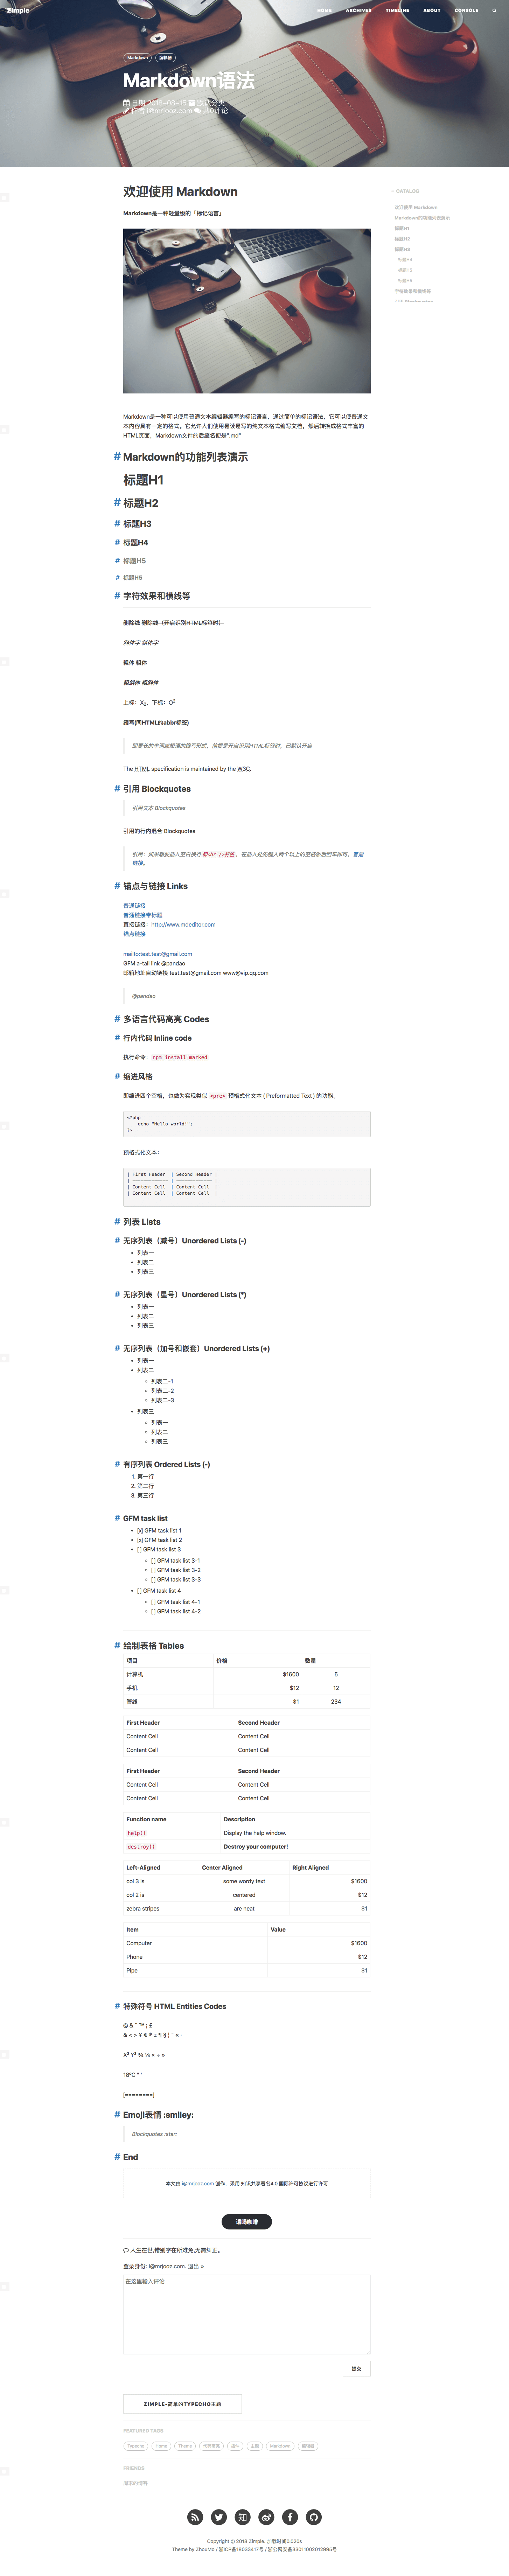 Zimple
HOME ARCHIVES TIMELINE ABOUT CONSOLE
Markdown 编辑器
Markdown语法
欢迎使用 Markdown
Markdown是一种轻量级的「标记语言」
CATALOG
欢迎使用 Markdown
Markdown的功能列表演示
标题H1
标题H2
标题H3
标题H4
标题H5
标题H5
字符效果和横线等
Markdown是一种可以使用普通文本编辑器编写的标记语言，通过简单的标记语法，它可以使普通文
本内容具有一定的格式。它允许人们使用易读易写的纯文本格式编写文档，然后转换成格式丰富的
HTML页面，Markdown文件的后缀名便是“.md”
# Markdown的功能列表演示
标题H1
# 标题H2
# 标题H3
# 标题H4
# 标题H5
# 标题H5
# 字符效果和横线等
删除线 删除线（开启识别HTML标签时）
斜体字 斜体字
粗体 粗体
粗斜体 粗斜体
上标：X2，下标：O2
缩写(同HTML的abbr标签)
即更长的单词或短语的缩写形式，前提是开启识别HTML标签时，已默认开启
The HTML specification is maintained by the W3C.
# 引用 Blockquotes
引用文本 Blockquotes
引用的行内混合 Blockquotes
引用：如果想要插入空白换行 即<br />标签 ，在插入处先键入两个以上的空格然后回车即可，普通
链接。
# 锚点与链接 Links
普通链接
普通链接带标题
直接链接：http://www.mdeditor.com
锚点链接
mailto:test.test@gmail.com
GFM a-tail link @pandao
邮箱地址自动链接 test.test@gmail.com www@vip.qq.com
@pandao
# 多语言代码高亮 Codes
# 行内代码 Inline code
执行命令：npm install marked
# 缩进风格
即缩进四个空格，也做为实现类似 <pre> 预格式化文本 ( Preformatted Text ) 的功能。
<?php
echo "Hello world!";
?>
预格式化文本：
| First Header | Second Header |
| ------------- | ------------- |
| Content Cell | Content Cell |
| Content Cell | Content Cell |
# 列表 Lists
# 无序列表（减号）Unordered Lists (-)
列表一
列表二
列表三
# 无序列表（星号）Unordered Lists (*)
列表一
列表二
列表三
# 无序列表（加号和嵌套）Unordered Lists (+)
列表一
列表二
列表二-1
列表二-2
列表二-3
列表三
列表一
列表二
列表三
# 有序列表 Ordered Lists (-)
1. 第一行
2. 第二行
3. 第三行
# GFM task list
[x] GFM task list 1
[x] GFM task list 2
[ ] GFM task list 3
[ ] GFM task list 3-1
[ ] GFM task list 3-2
[ ] GFM task list 3-3
[ ] GFM task list 4
[ ] GFM task list 4-1
[ ] GFM task list 4-2
# 绘制表格 Tables
项目 价格 数量
计算机 $1600 5
手机 $12 12
管线 $1 234
First Header Second Header
Content Cell Content Cell
Content Cell Content Cell
First Header Second Header
Content Cell Content Cell
Content Cell Content Cell
Function name Description
help() Display the help window.
destroy() Destroy your computer!
Left-Aligned Center Aligned Right Aligned
col 3 is some wordy text $1600
col 2 is centered $12
zebra stripes are neat $1
Item Value
Computer $1600
Phone $12
Pipe $1
# 特殊符号 HTML Entities Codes
© & ¨ ™ ¡ £
& < > ¥ € ® ± ¶ § ¦ ¯ « ·
X² Y³ ¾ ¼ × ÷ »
18ºC " '
[========]
# Emoji表情 :smiley:
Blockquotes :star:
# End
本文由 i@mrjooz.com 创作，采用 知识共享署名4.0 国际许可协议进行许可
请喝咖啡
人生在世,错别字在所难免,无需纠正。
登录身份: i@mrjooz.com. 退出 »
在这里输入评论
提交
ZIMPLE-简单的TYPECHO主题
FEATURED TAGS
Typecho Home Theme 代码高亮 插件 主题 Markdown 编辑器
FRIENDS
周末的博客
知
Copyright © 2018 Zimple. 加载时间0.020s
Theme by ZhouMo / 浙ICP备18033417号 / 浙公网安备33011002012995号